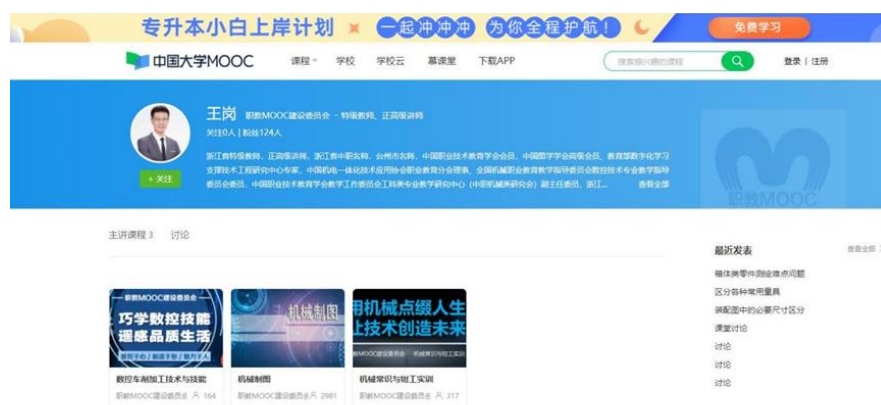 专升本小白上岸计划 一起冲冲冲 为你全程护航! 免费学习
中国大学MOOC 课程 学校 学校云 慕课堂 下载APP 搜索感兴趣的课程 登录 | 注册
王岗 职教MOOC建设委员会 - 特级教师、正高级讲师
关注0人 | 粉丝124人
浙江省特级教师,正高级讲师,浙江省中职名师,台州市名师,中国职业技术教育学会会员,中国图学学会高级会员,教育部数字化学习
支撑技术工程研究中心专家,中国机电一体化技术应用协会职业教育分会理事,全国机械职业教育教学指导委员会数控技术专业教学指导
委员会委员,中国职业技术教育学会教学工作委员会工科类专业教学研究中心(中职机械类研究会)副主任委员,浙江... 查看全部
+ 关注
职教MOOC
主讲课程 3 讨论
最近发表 查看全部
箱体类零件测绘难点问题
区分各种常用量具
装配图中的必要尺寸区分
课堂讨论
讨论
讨论
讨论
职教MOOC建设委员会
巧学数控技能
遥感品质生活
机械制图
用机械点缀人生
让技术创造未来
数控车削加工技术与技能 机械制图 机械常识与钳工实训
职教MOOC建设委员会 164 职教MOOC建设委员会 2981 职教MOOC建设委员会 317